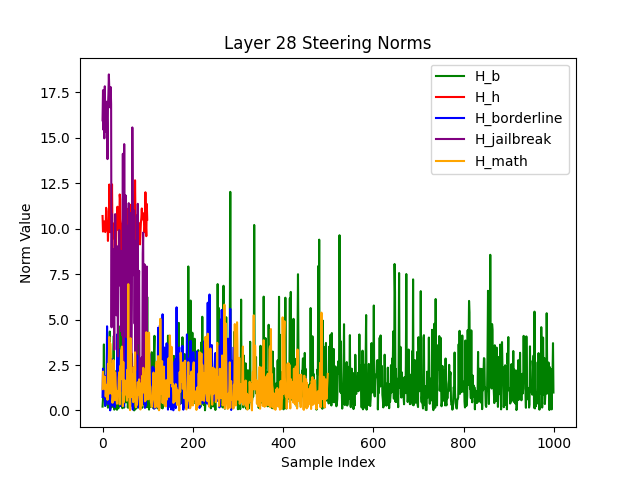 Layer 28 Steering Norms
H_b
H_h
H_borderline
H_jailbreak
H_math
Norm Value
17.5
15.0
12.5
10.0
7.5
5.0
2.5
0.0
0
200
400
600
800
1000
Sample Index